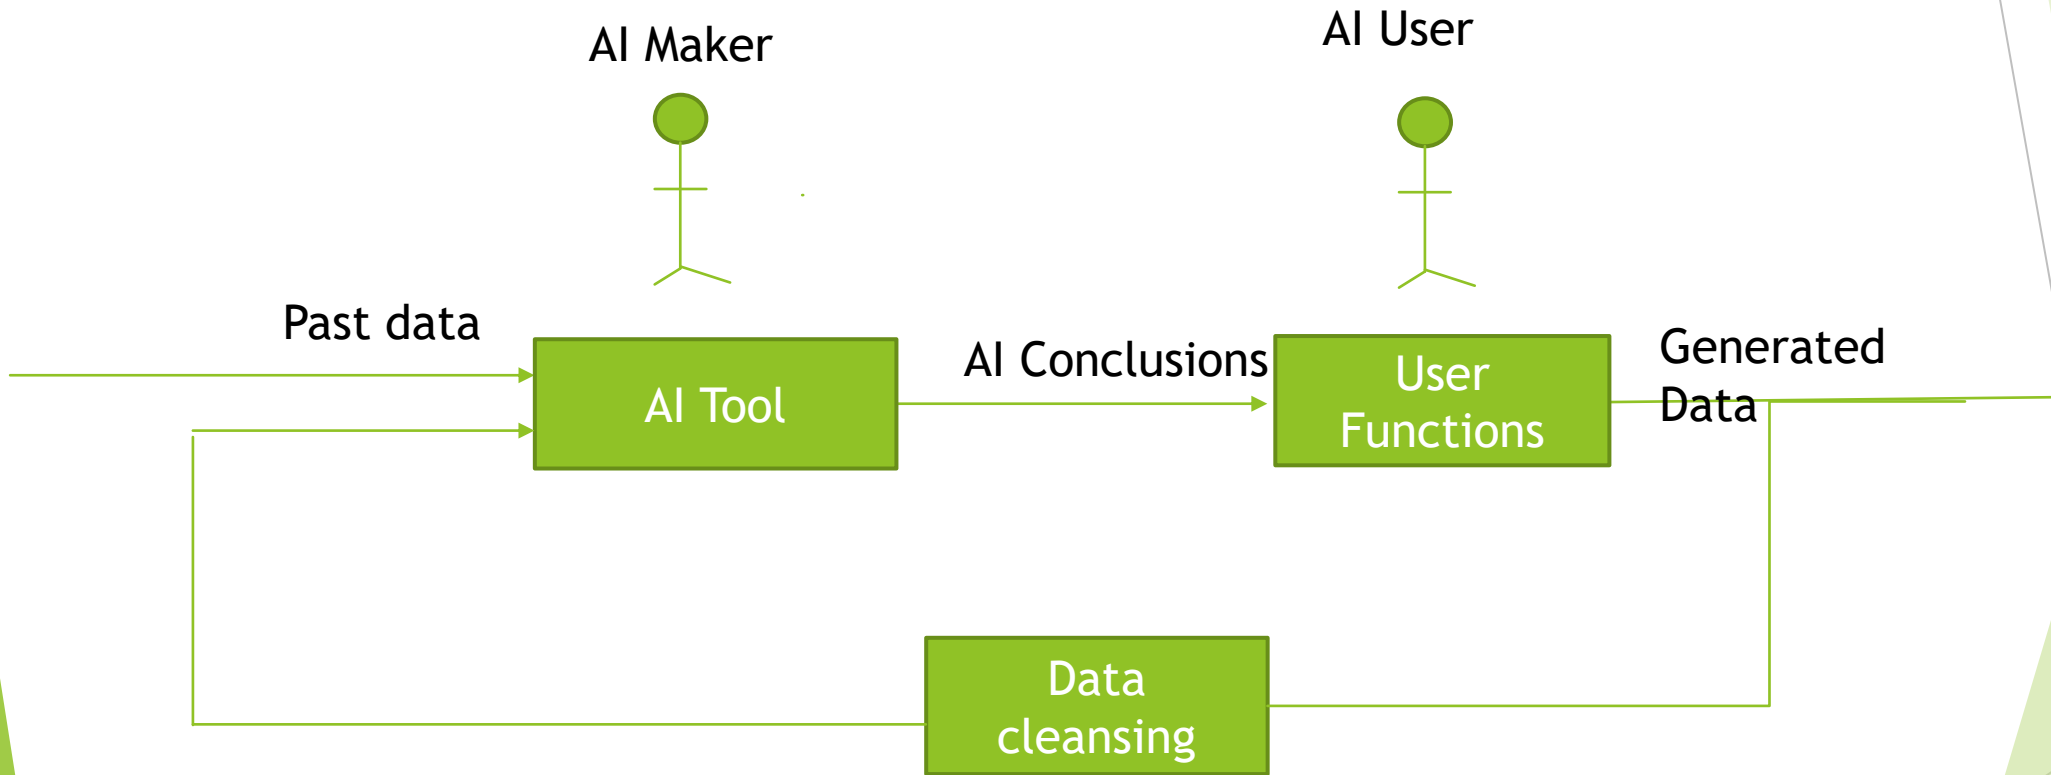 AI Maker
AI User
Past data
AI Tool
AI Conclusions
User
Functions
Generated
Data
Data
cleansing